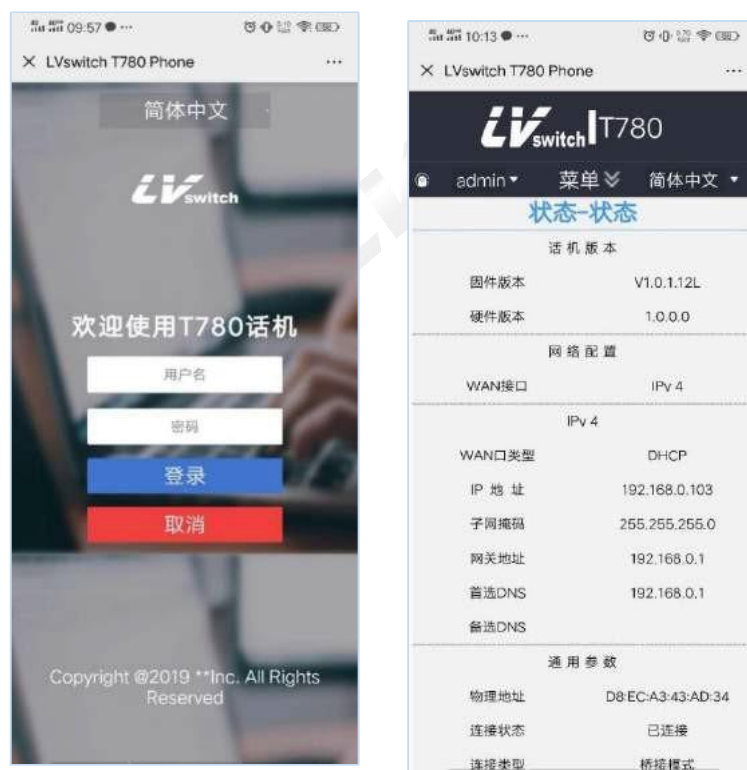 09:57
LVswitch T780 Phone
简体中文
LVswitch
欢迎使用T780话机
用户名
密码
登录
取消
Copyright @2019 **Inc. All Rights
Reserved
10:13
LVswitch T780 Phone
LVswitch T780
admin 菜单 简体中文
状态-状态
话机版本
固件版本 V1.0.1.12L
硬件版本 1.0.0.0
网络配置
WAN接口 IPv 4
IPv 4
WAN口类型 DHCP
IP 地 址 192.168.0.103
子网掩码 255.255.255.0
网关地址 192.168.0.1
首选DNS 192.168.0.1
备选DNS
通用参数
物理地址 D8:EC:A3:43:AD:34
连接状态 已连接
连接类型 桥接模式